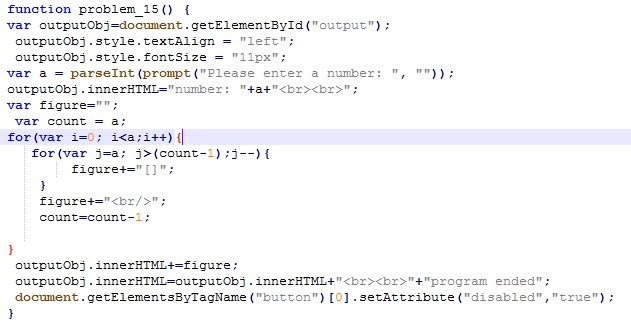 function problem_15() {
var outputObj=document.getElementById("output");
outputObj.style.textAlign = "left";
outputObj.style.fontSize = "11px";
var a = parseInt(prompt("Please enter a number: ", ""));
outputObj.innerHTML="number: "+a+"<br><br>";
var figure="";
var count = a;
for(var i=0; i<a;i++){
for(var j=a; j>(count-1);j--){
figure+="[]";
}
figure+="<br/>";
count=count-1;
}
outputObj.innerHTML+=figure;
outputObj.innerHTML=outputObj.innerHTML+"<br><br>"+"program ended";
document.getElementsByTagName("button")[0].setAttribute("disabled","true");
}